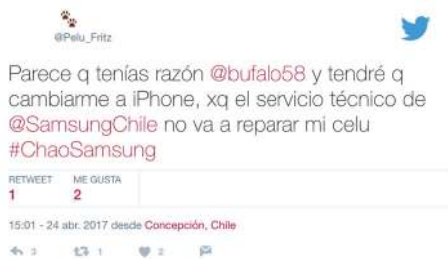 @Pelu_Fritz
Parece q tenías razón @bufalo58 y tendré q
cambiarme a iPhone, xq el servicio técnico de
@SamsungChile no va a reparar mi celu
#ChaoSamsung
RETWEET ME GUSTA
1 2
15:01 - 24 abr. 2017 desde Concepción, Chile
3 1 2